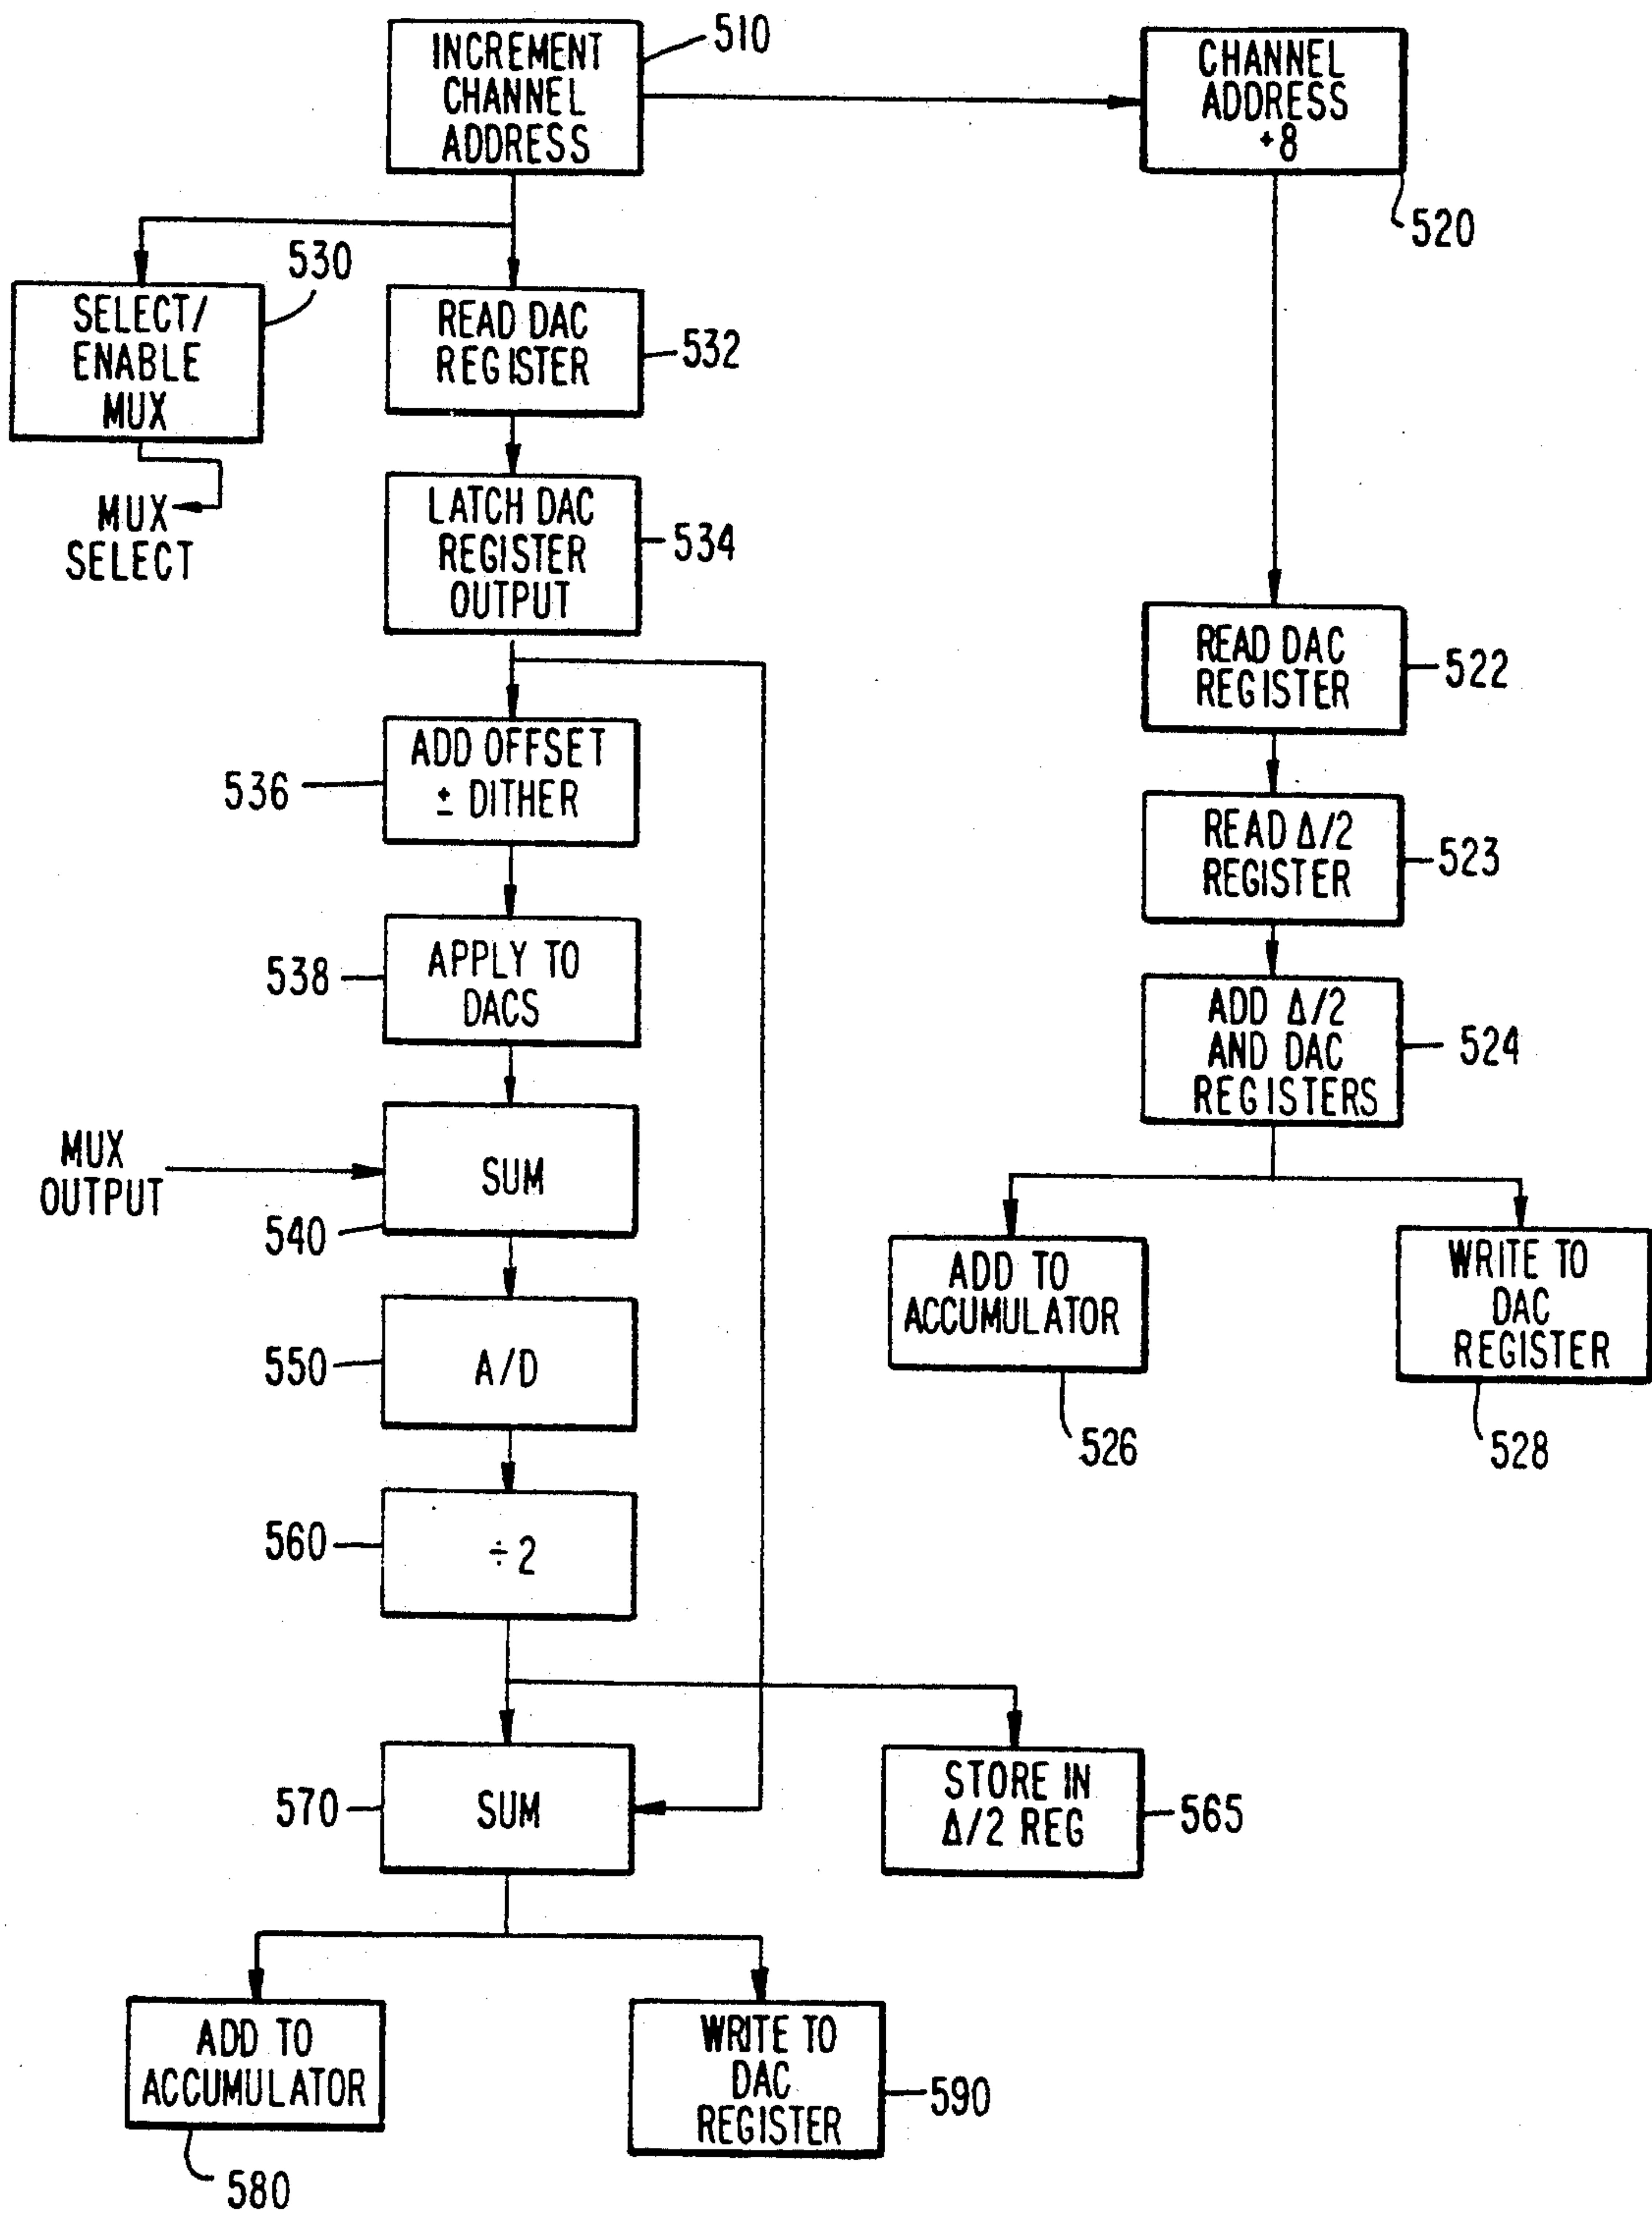 INCREMENT
CHANNEL
ADDRESS
510
CHANNEL
ADDRESS
+8
520
530
SELECT/
ENABLE
MUX
MUX
SELECT
READ DAC
REGISTER
532
LATCH DAC
REGISTER
OUTPUT
534
536
ADD OFFSET
± DITHER
538
APPLY TO
DACS
MUX
OUTPUT
SUM
540
550
A/D
560
÷2
570
SUM
STORE IN
Δ/2 REG
565
ADD TO
ACCUMULATOR
580
WRITE TO
DAC
REGISTER
590
READ DAC
REGISTER
522
READ Δ/2
REGISTER
523
ADD Δ/2
AND DAC
REGISTERS
524
ADD TO
ACCUMULATOR
526
WRITE TO
DAC
REGISTER
528